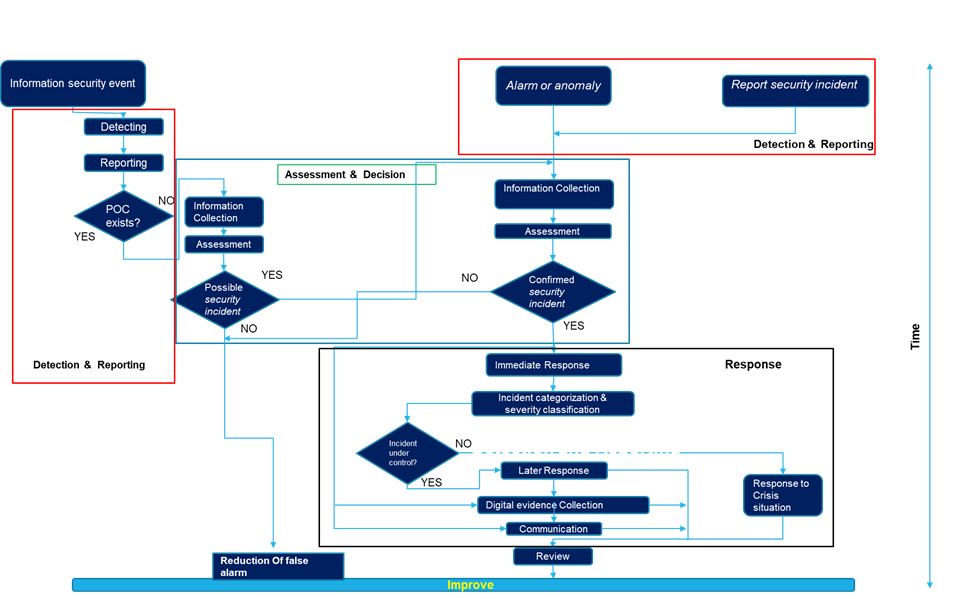 Information security event
Alarm or anomaly
Report security incident
Detecting
Detection & Reporting
Reporting
Assessment & Decision
Information Collection
NO
Information
Collection
POC
exists?
Assessment
YES
Assessment
YES
NO
Confirmed
security
incident
Possible
security
incident
NO
YES
Detection & Reporting
Immediate Response
Response
Incident categorization &
severity classification
Incident
under
control?
NO
Later Response
YES
Response to
Crisis
situation
Digital evidence Collection
Communication
Review
Reduction Of false
alarm
Improve
Time